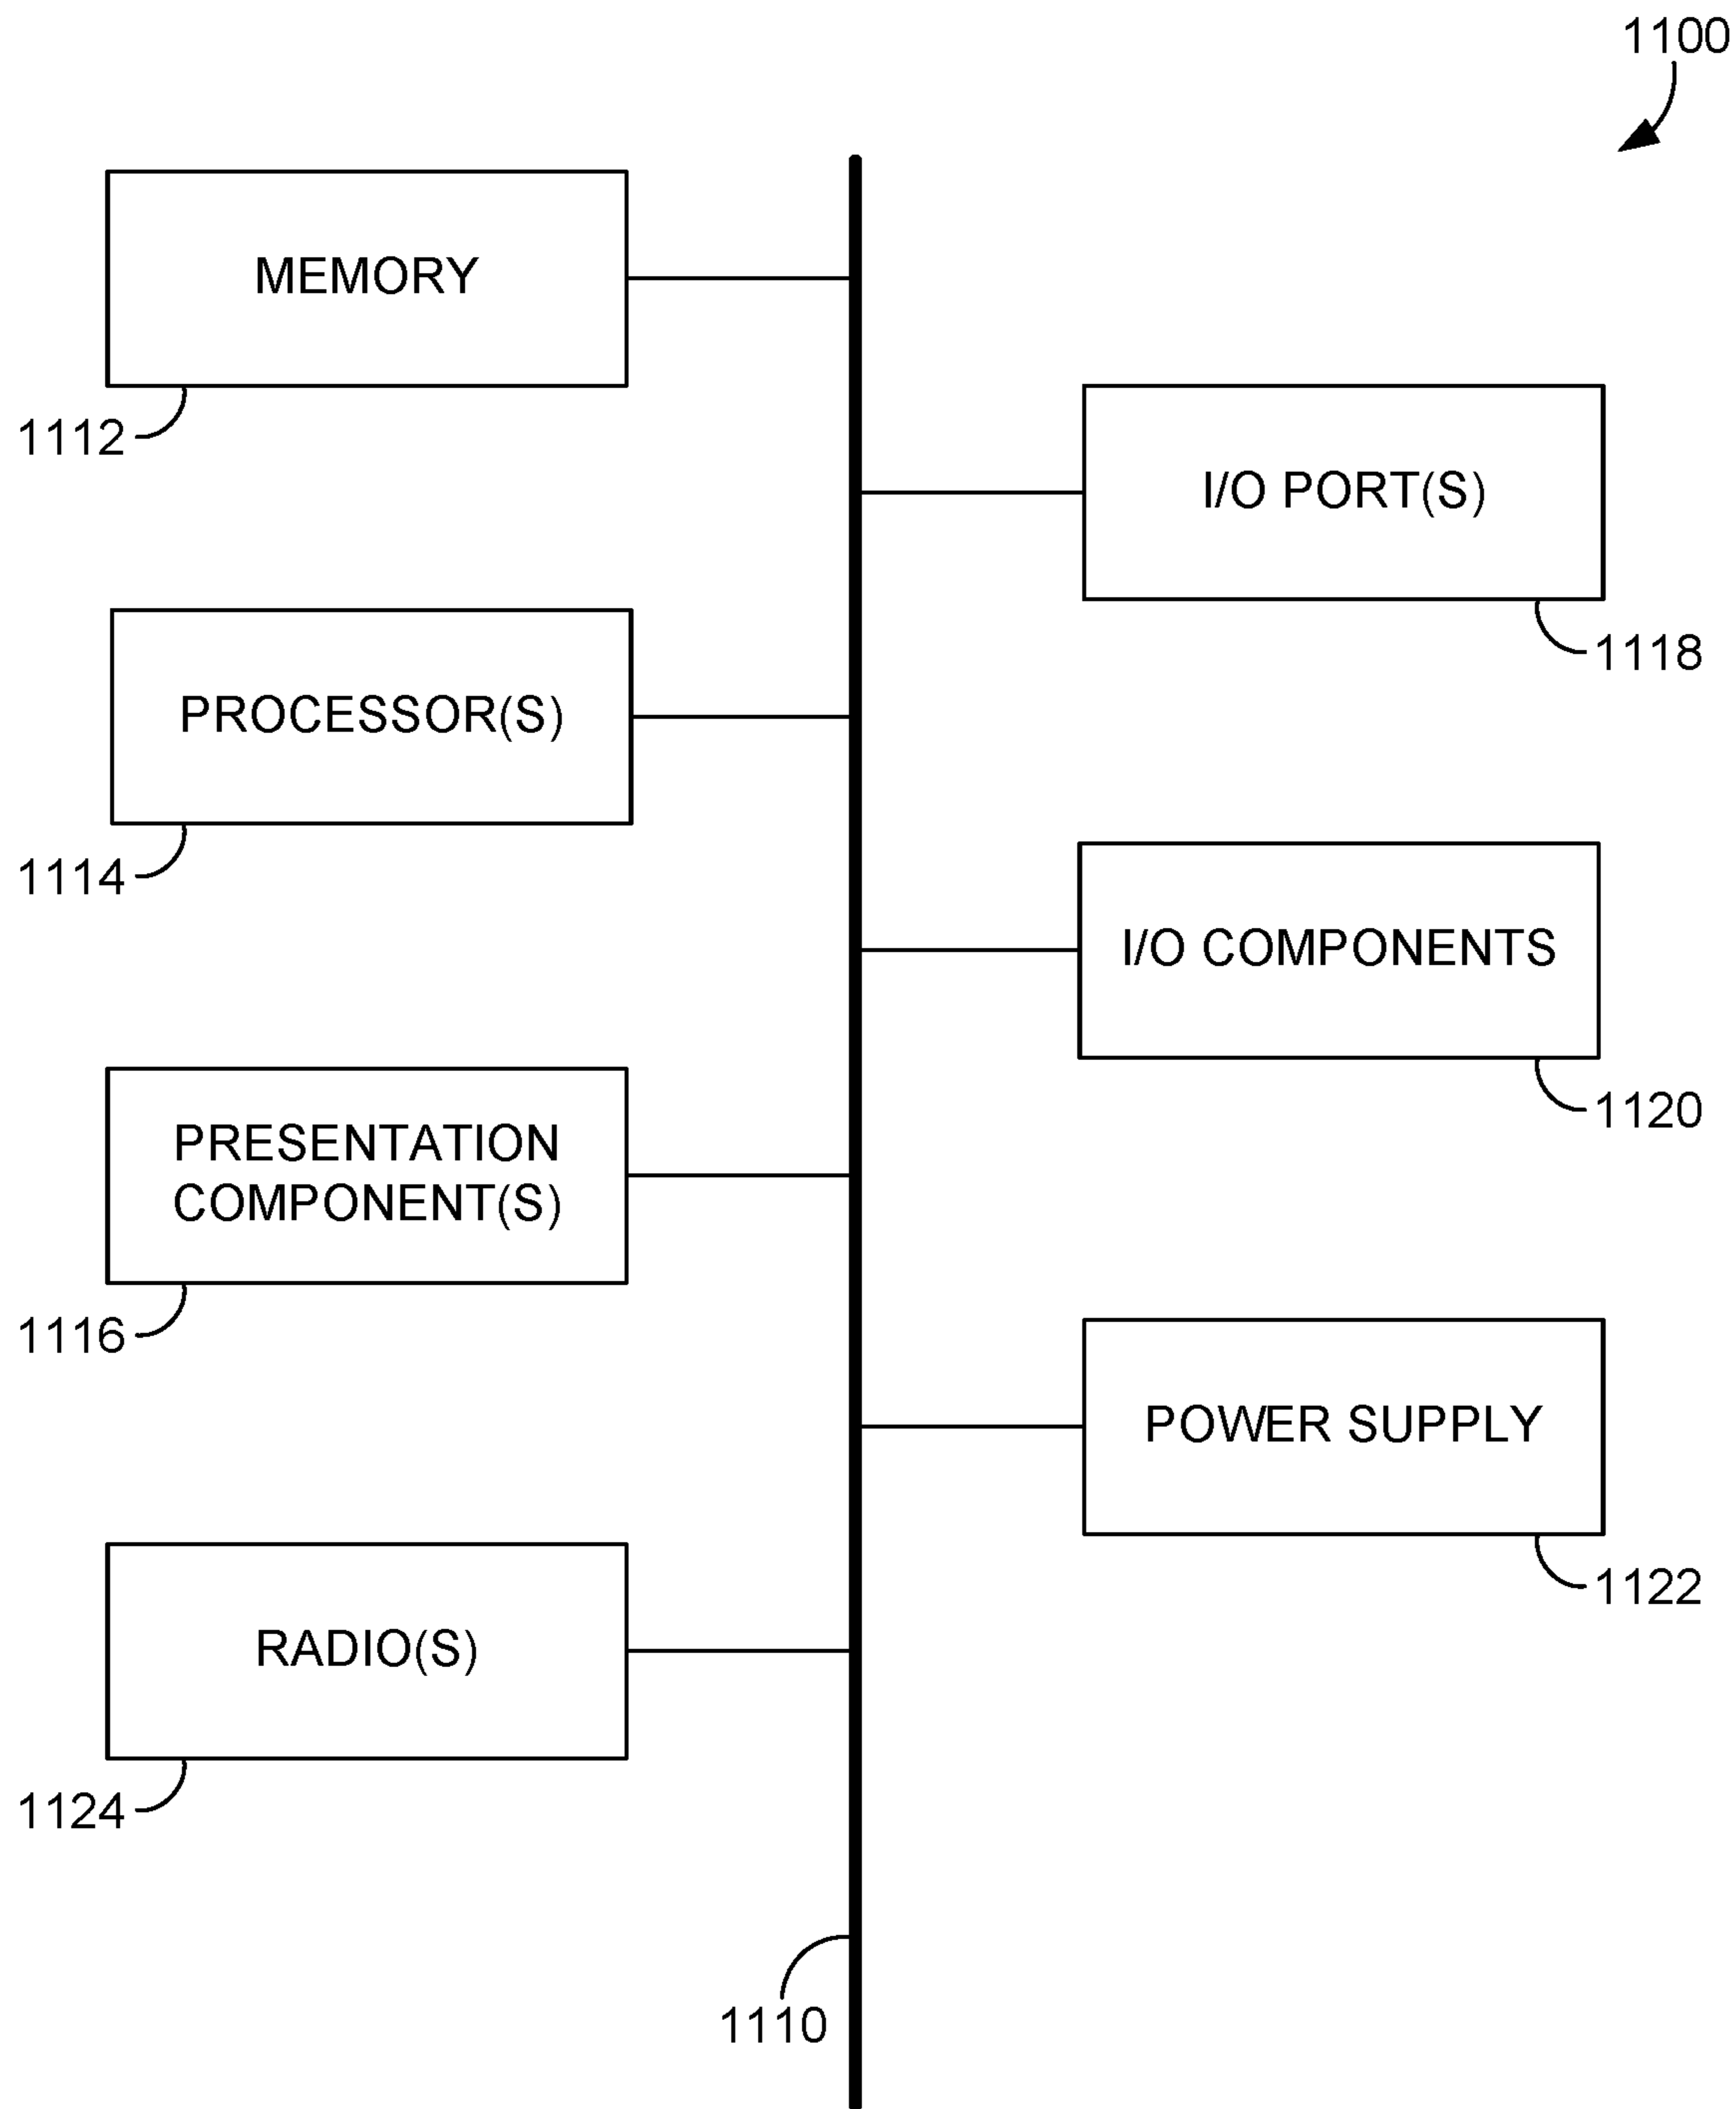 1100
MEMORY
1112
I/O PORT(S)
1118
PROCESSOR(S)
1114
I/O COMPONENTS
1120
PRESENTATION
COMPONENT(S)
1116
POWER SUPPLY
1122
RADIO(S)
1124
1110